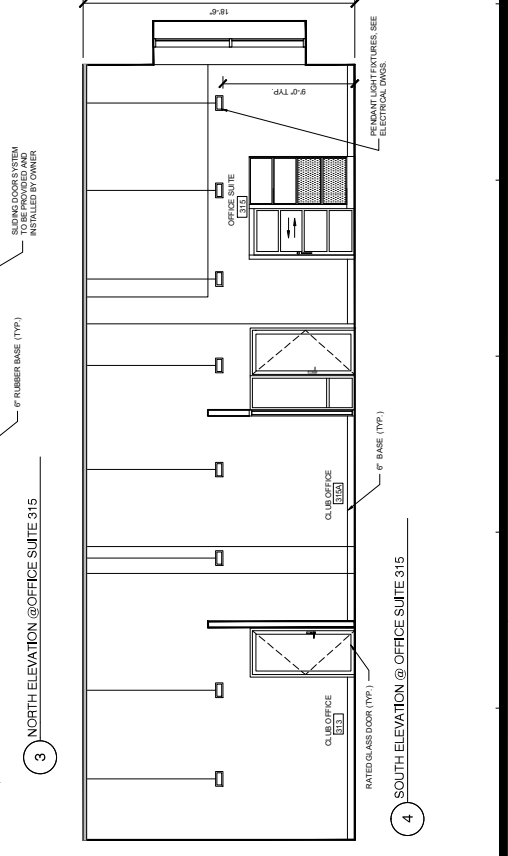 SLIDING DOOR SYSTEM
TO BE PROVIDED AND
INSTALLED BY OWNER
6" RUBBER BASE (TYP.)
3
NORTH ELEVATION @OFFICE SUITE 315
18'-6"
9'-0" TYP.
PENDANT LIGHT FIXTURES, SEE
ELECTRICAL DWGS.
OFFICE SUITE
315
CLUB OFFICE
315A
6" BASE (TYP.)
CLUB OFFICE
313
RATED GLASS DOOR (TYP.)
4
SOUTH ELEVATION @ OFFICE SUITE 315